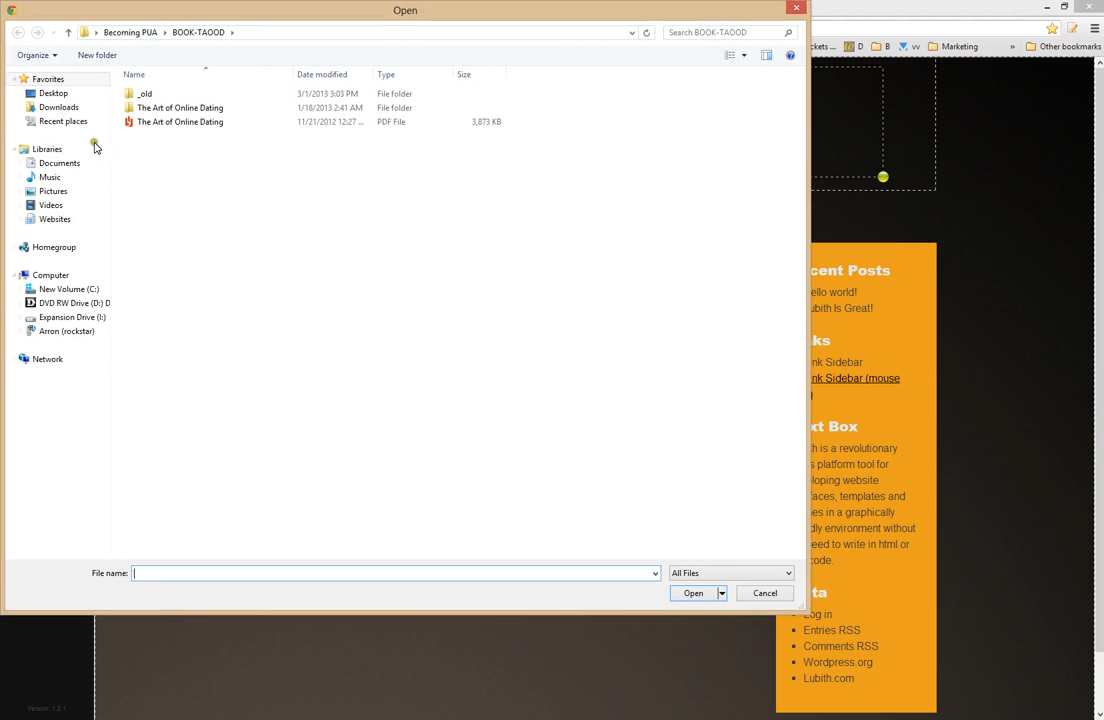 Open
Becoming PUA
BOOK-TAOOD
Search BOOK-TAOOD
Organize
New folder
Name
Date modified
Type
Size
_old
3/1/2013 3:03 PM
File folder
The Art of Online Dating
1/18/2013 2:41 AM
File folder
The Art of Online Dating
11/21/2012 12:27 ...
PDF File
3,873 KB
Favorites
Desktop
Downloads
Recent places
Libraries
Documents
Music
Pictures
Videos
Websites
Homegroup
Computer
New Volume (C:)
DVD RW Drive (D:) D
Expansion Drive (I:)
Arron (rockstar)
Network
File name:
All Files
Open
Cancel
ckets...
D
B
vv
Marketing
»
Other bookmarks
cent Posts
ello world!
ubith Is Great!
ks
nk Sidebar
nk Sidebar (mouse
)
xt Box
h is a revolutionary
s platform tool for
loping website
faces, templates and
es in a graphically
dly environment without
eed to write in html or
code.
ta
Log in
Entries RSS
Comments RSS
Wordpress.org
Lubith.com
Version: 1.2.1